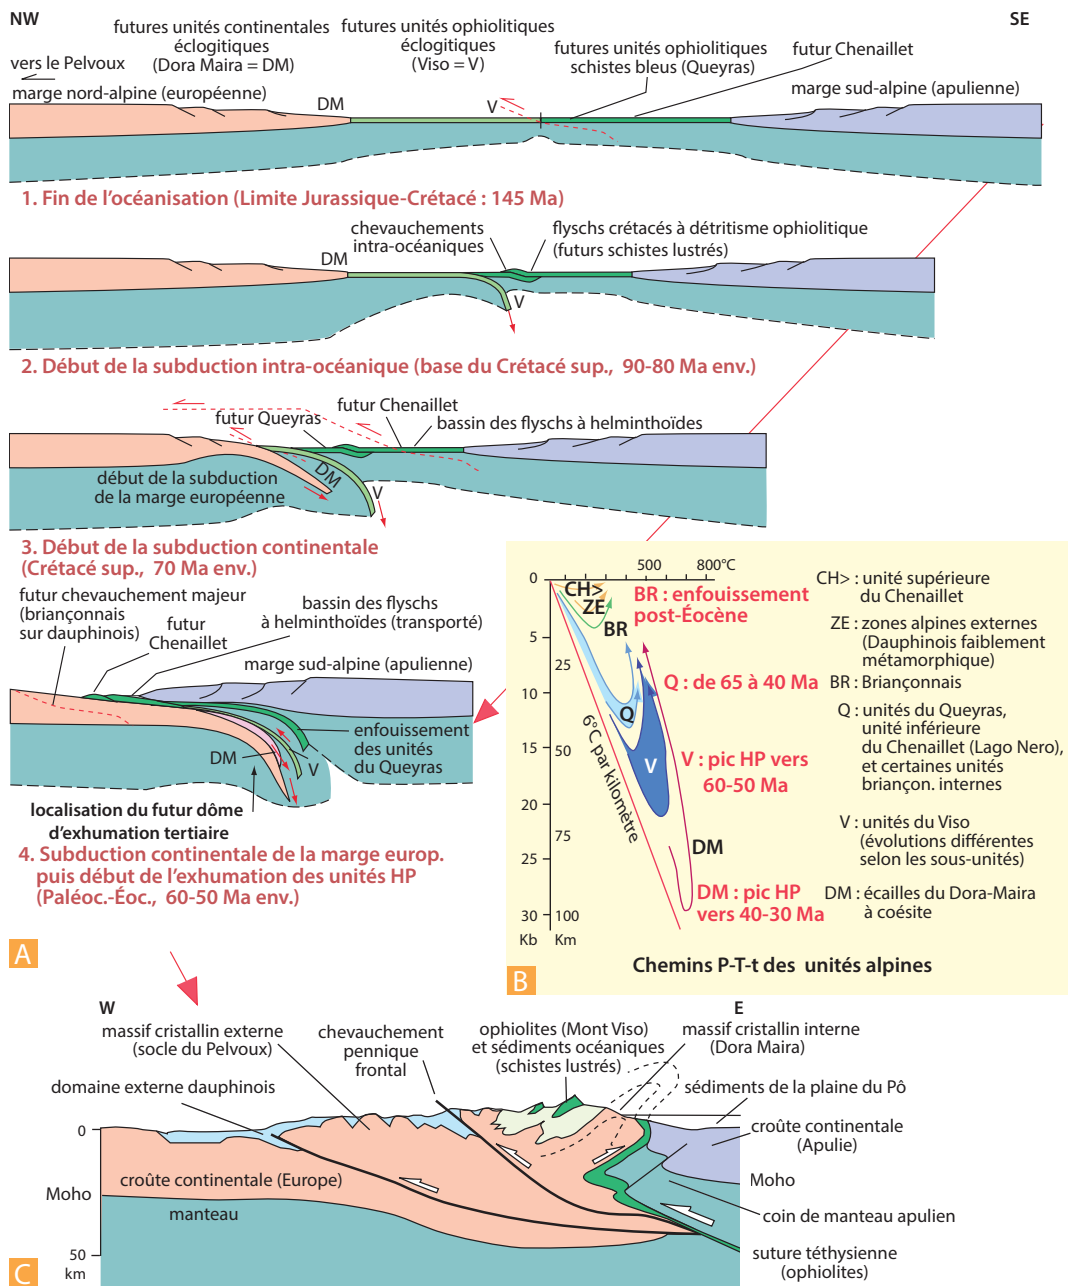 NW
SE
futures unités continentales
éclogitiques
(Dora Maira = DM)
futures unités ophiolitiques
éclogitiques
(Viso = V)
futures unités ophiolitiques
schistes bleus (Queyras)
futur Chenaillet
vers le Pelvoux
marge nord-alpine (européenne)
DM
V
marge sud-alpine (apulienne)
1. Fin de l'océanisation (Limite Jurassique-Crétacé : 145 Ma)
chevauchements
intra-océaniques
flyschs crétacés à détritisme ophiolitique
(futurs schistes lustrés)
DM
V
2. Début de la subduction intra-océanique (base du Crétacé sup., 90-80 Ma env.)
futur Chenaillet
futur Queyras
bassin des flyschs à helminthoïdes
début de la subduction
de la marge européenne
DM
V
3. Début de la subduction continentale
(Crétacé sup., 70 Ma env.)
futur chevauchement majeur
(briançonnais
sur dauphinois)
futur
Chenaillet
bassin des flyschs
à helminthoïdes (transporté)
marge sud-alpine (apulienne)
enfouissement
des unités
du Queyras
DM
V
localisation du futur dôme
d'exhumation tertiaire
4. Subduction continentale de la marge europ.
puis début de l'exhumation des unités HP
(Paléoc.-Éoc., 60-50 Ma env.)
A
500
800°C
0
5
10
15
20
25
30
Kb
25
50
75
100
Km
CH>
ZE
BR
Q
V
DM
6°C par kilomètre
BR : enfouissement
post-Éocène
Q : de 65 à 40 Ma
V : pic HP vers
60-50 Ma
DM : pic HP
vers 40-30 Ma
CH> : unité supérieure
du Chenaillet
ZE : zones alpines externes
(Dauphinois faiblement
métamorphique)
BR : Briançonnais
Q : unités du Queyras,
unité inférieure
du Chenaillet (Lago Nero),
et certaines unités
briançon. internes
V : unités du Viso
(évolutions différentes
selon les sous-unités)
DM : écailles du Dora-Maira
à coésite
Chemins P-T-t des unités alpines
B
W
E
massif cristallin externe
(socle du Pelvoux)
chevauchement
pennique
frontal
ophiolites (Mont Viso)
et sédiments océaniques
(schistes lustrés)
massif cristallin interne
(Dora Maira)
domaine externe dauphinois
sédiments de la plaine du Pô
0
croûte continentale
(Apulie)
croûte continentale (Europe)
Moho
Moho
manteau
coin de manteau apulien
50
km
suture téthysienne
(ophiolites)
C